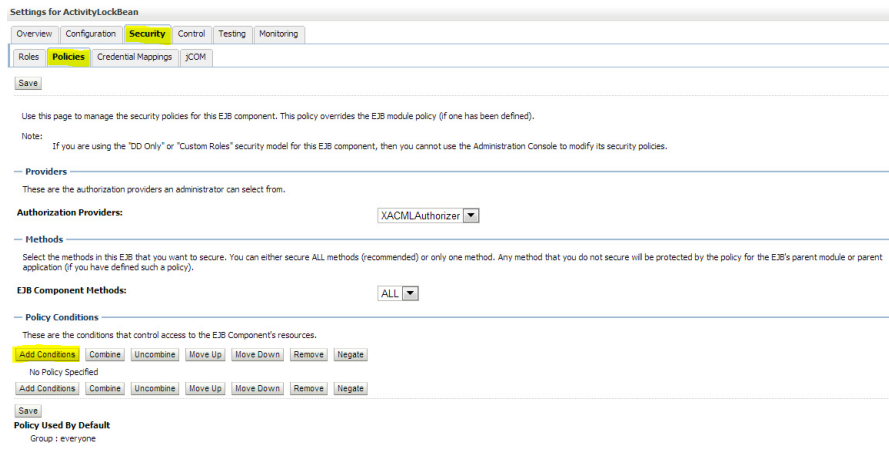 Settings for ActivityLockBean
Overview Configuration Security Control Testing Monitoring
Roles Policies Credential Mappings jCOM
Save
Use this page to manage the security policies for this EJB component. This policy overrides the EJB module policy (if one has been defined).
Note:
If you are using the "DD Only" or "Custom Roles" security model for this EJB component, then you cannot use the Administration Console to modify its security policies.
Providers
These are the authorization providers an administrator can select from.
Authorization Providers: XACMLAuthorizer
Methods
Select the methods in this EJB that you want to secure. You can either secure ALL methods (recommended) or only one method. Any method that you do not secure will be protected by the policy for the EJB's parent module or parent
application (if you have defined such a policy).
EJB Component Methods: ALL
Policy Conditions
These are the conditions that control access to the EJB Component's resources.
Add Conditions Combine Uncombine Move Up Move Down Remove Negate
No Policy Specified
Add Conditions Combine Uncombine Move Up Move Down Remove Negate
Save
Policy Used By Default
Group : everyone